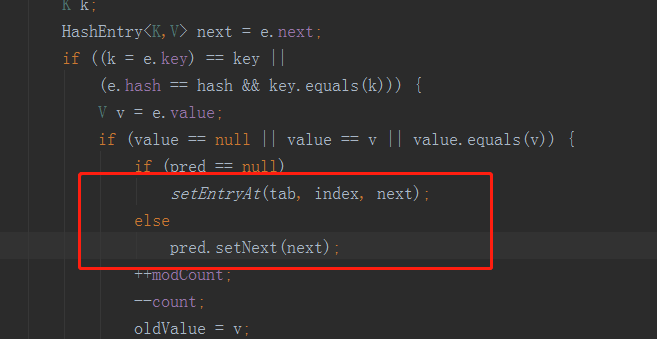 K k;
HashEntry<K,V> next = e.next;
if ((k = e.key) == key ||
(e.hash == hash && key.equals(k))) {
V v = e.value;
if (value == null || value == v || value.equals(v)) {
if (pred == null)
setEntryAt(tab, index, next);
else
pred.setNext(next);
++modCount;
--count;
oldValue = v;